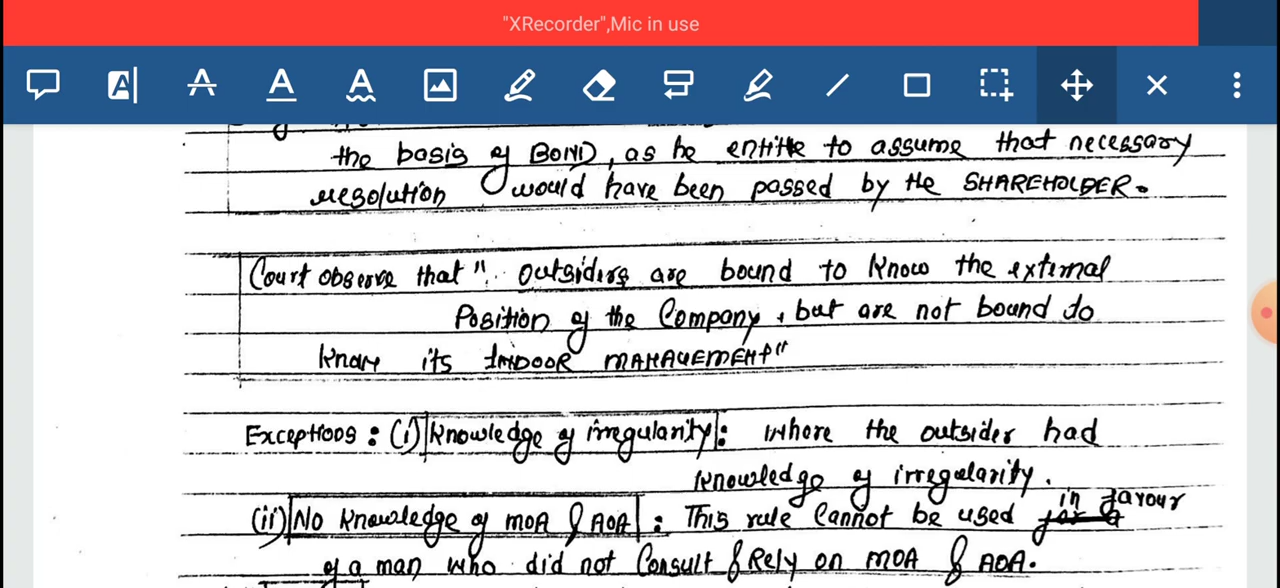 "XRecorder",Mic in use
the basis of BOND, as he entitle to assume that necessary
resolution would have been passed by the SHAREHOLDER.
Court observe that ". outsiders are bound to know the external
Position of the Company, but are not bound do
know its INDOOR MANAGEMENT"
Exceptions : (i) Knowledge of irregularity : Where the outsider had
knowledge of irregularity.
(ii) No knowledge of MOA & AOA : This rule Cannot be used in favour
of a man who did not Consult & Rely on MOA & AOA.